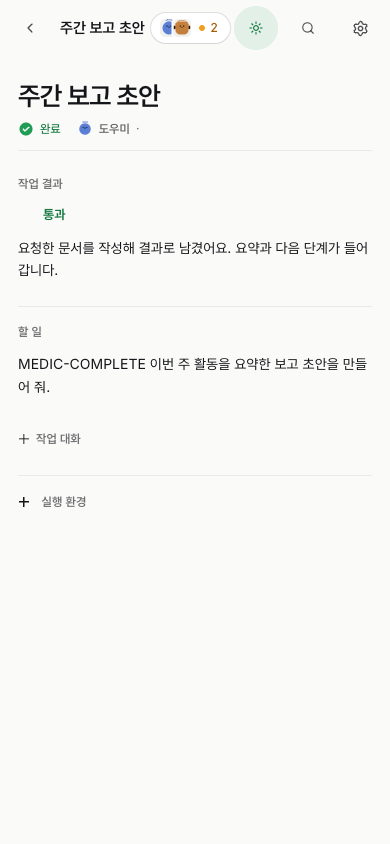 주간 보고 초안
2
주간 보고 초안
완료
도우미 ·
작업 결과
통과
요청한 문서를 작성해 결과로 남겼어요. 요약과 다음 단계가 들어
갑니다.
할 일
MEDIC-COMPLETE 이번 주 활동을 요약한 보고 초안을 만들
어 줘.
작업 대화
실행 환경